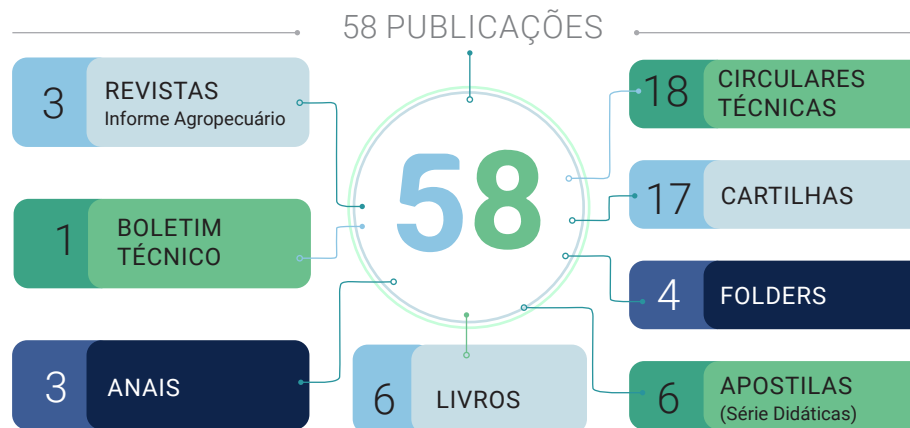 58 PUBLICAÇÕES
3
REVISTAS
Informe Agropecuário
1
BOLETIM
TÉCNICO
3
ANAIS
58
6
LIVROS
18
CIRCULARES
TÉCNICAS
17
CARTILHAS
4
FOLDERS
6
APOSTILAS
(Série Didáticas)